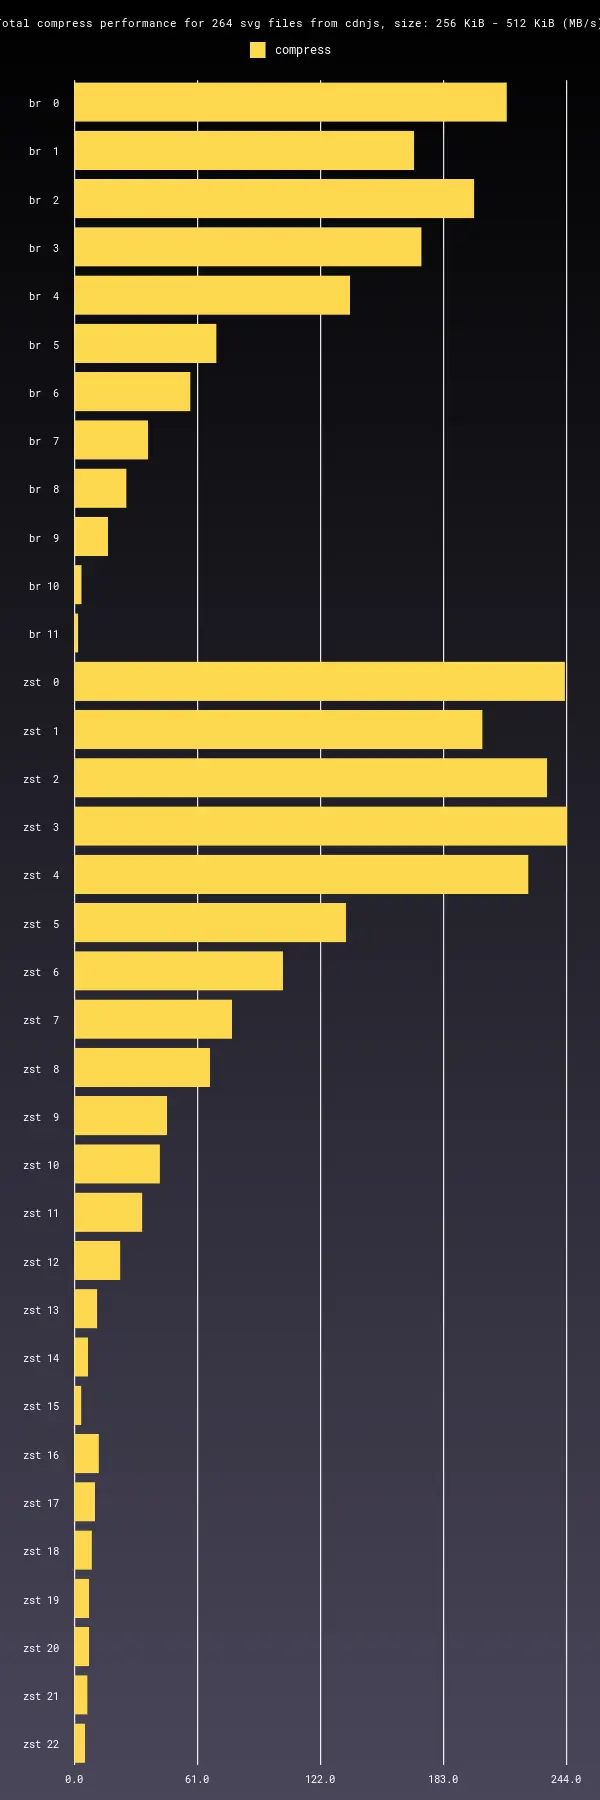 otal compress performance for 264 svg files from cdnjs, size: 256 KiB - 512 KiB (MB/s)
compress
br 0
br 1
br 2
br 3
br 4
br 5
br 6
br 7
br 8
br 9
br 10
br 11
zst 0
zst 1
zst 2
zst 3
zst 4
zst 5
zst 6
zst 7
zst 8
zst 9
zst 10
zst 11
zst 12
zst 13
zst 14
zst 15
zst 16
zst 17
zst 18
zst 19
zst 20
zst 21
zst 22
0.0 61.0 122.0 183.0 244.0